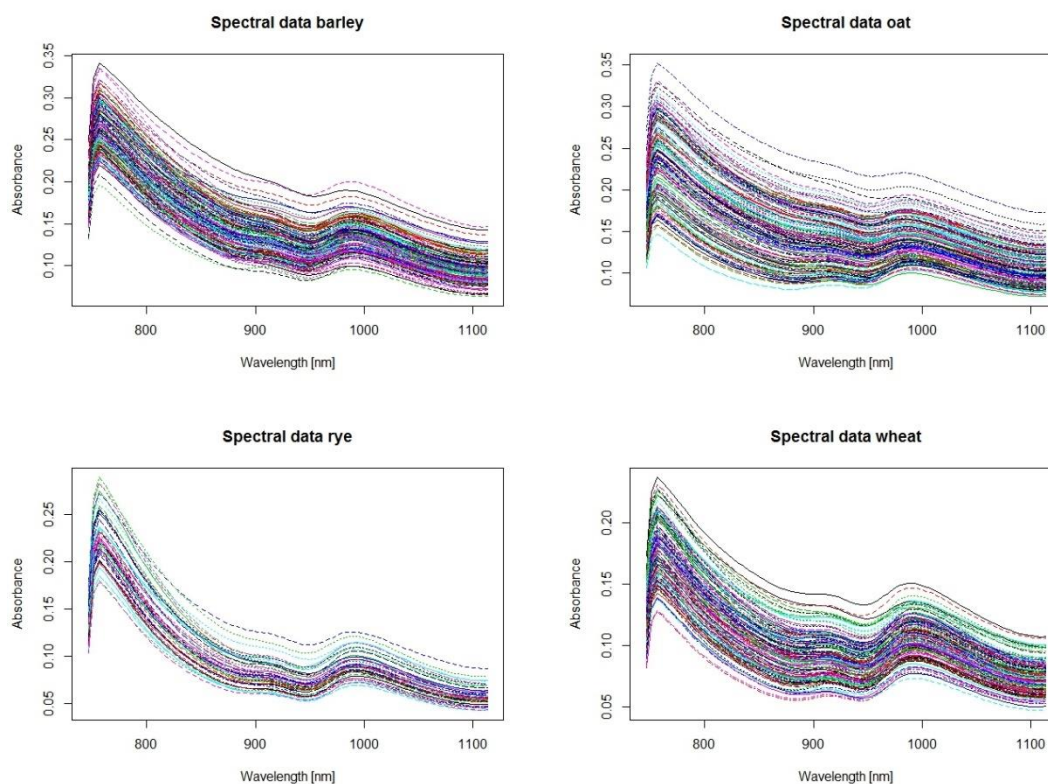 Spectral data barley
Absorbance
0.10 0.15 0.20 0.25 0.30 0.35
800 900 1000 1100
Wavelength [nm]
Spectral data oat
Absorbance
0.10 0.15 0.20 0.25 0.30 0.35
800 900 1000 1100
Wavelength [nm]
Spectral data rye
Absorbance
0.05 0.10 0.15 0.20 0.25
800 900 1000 1100
Wavelength [nm]
Spectral data wheat
Absorbance
0.05 0.10 0.15 0.20
800 900 1000 1100
Wavelength [nm]